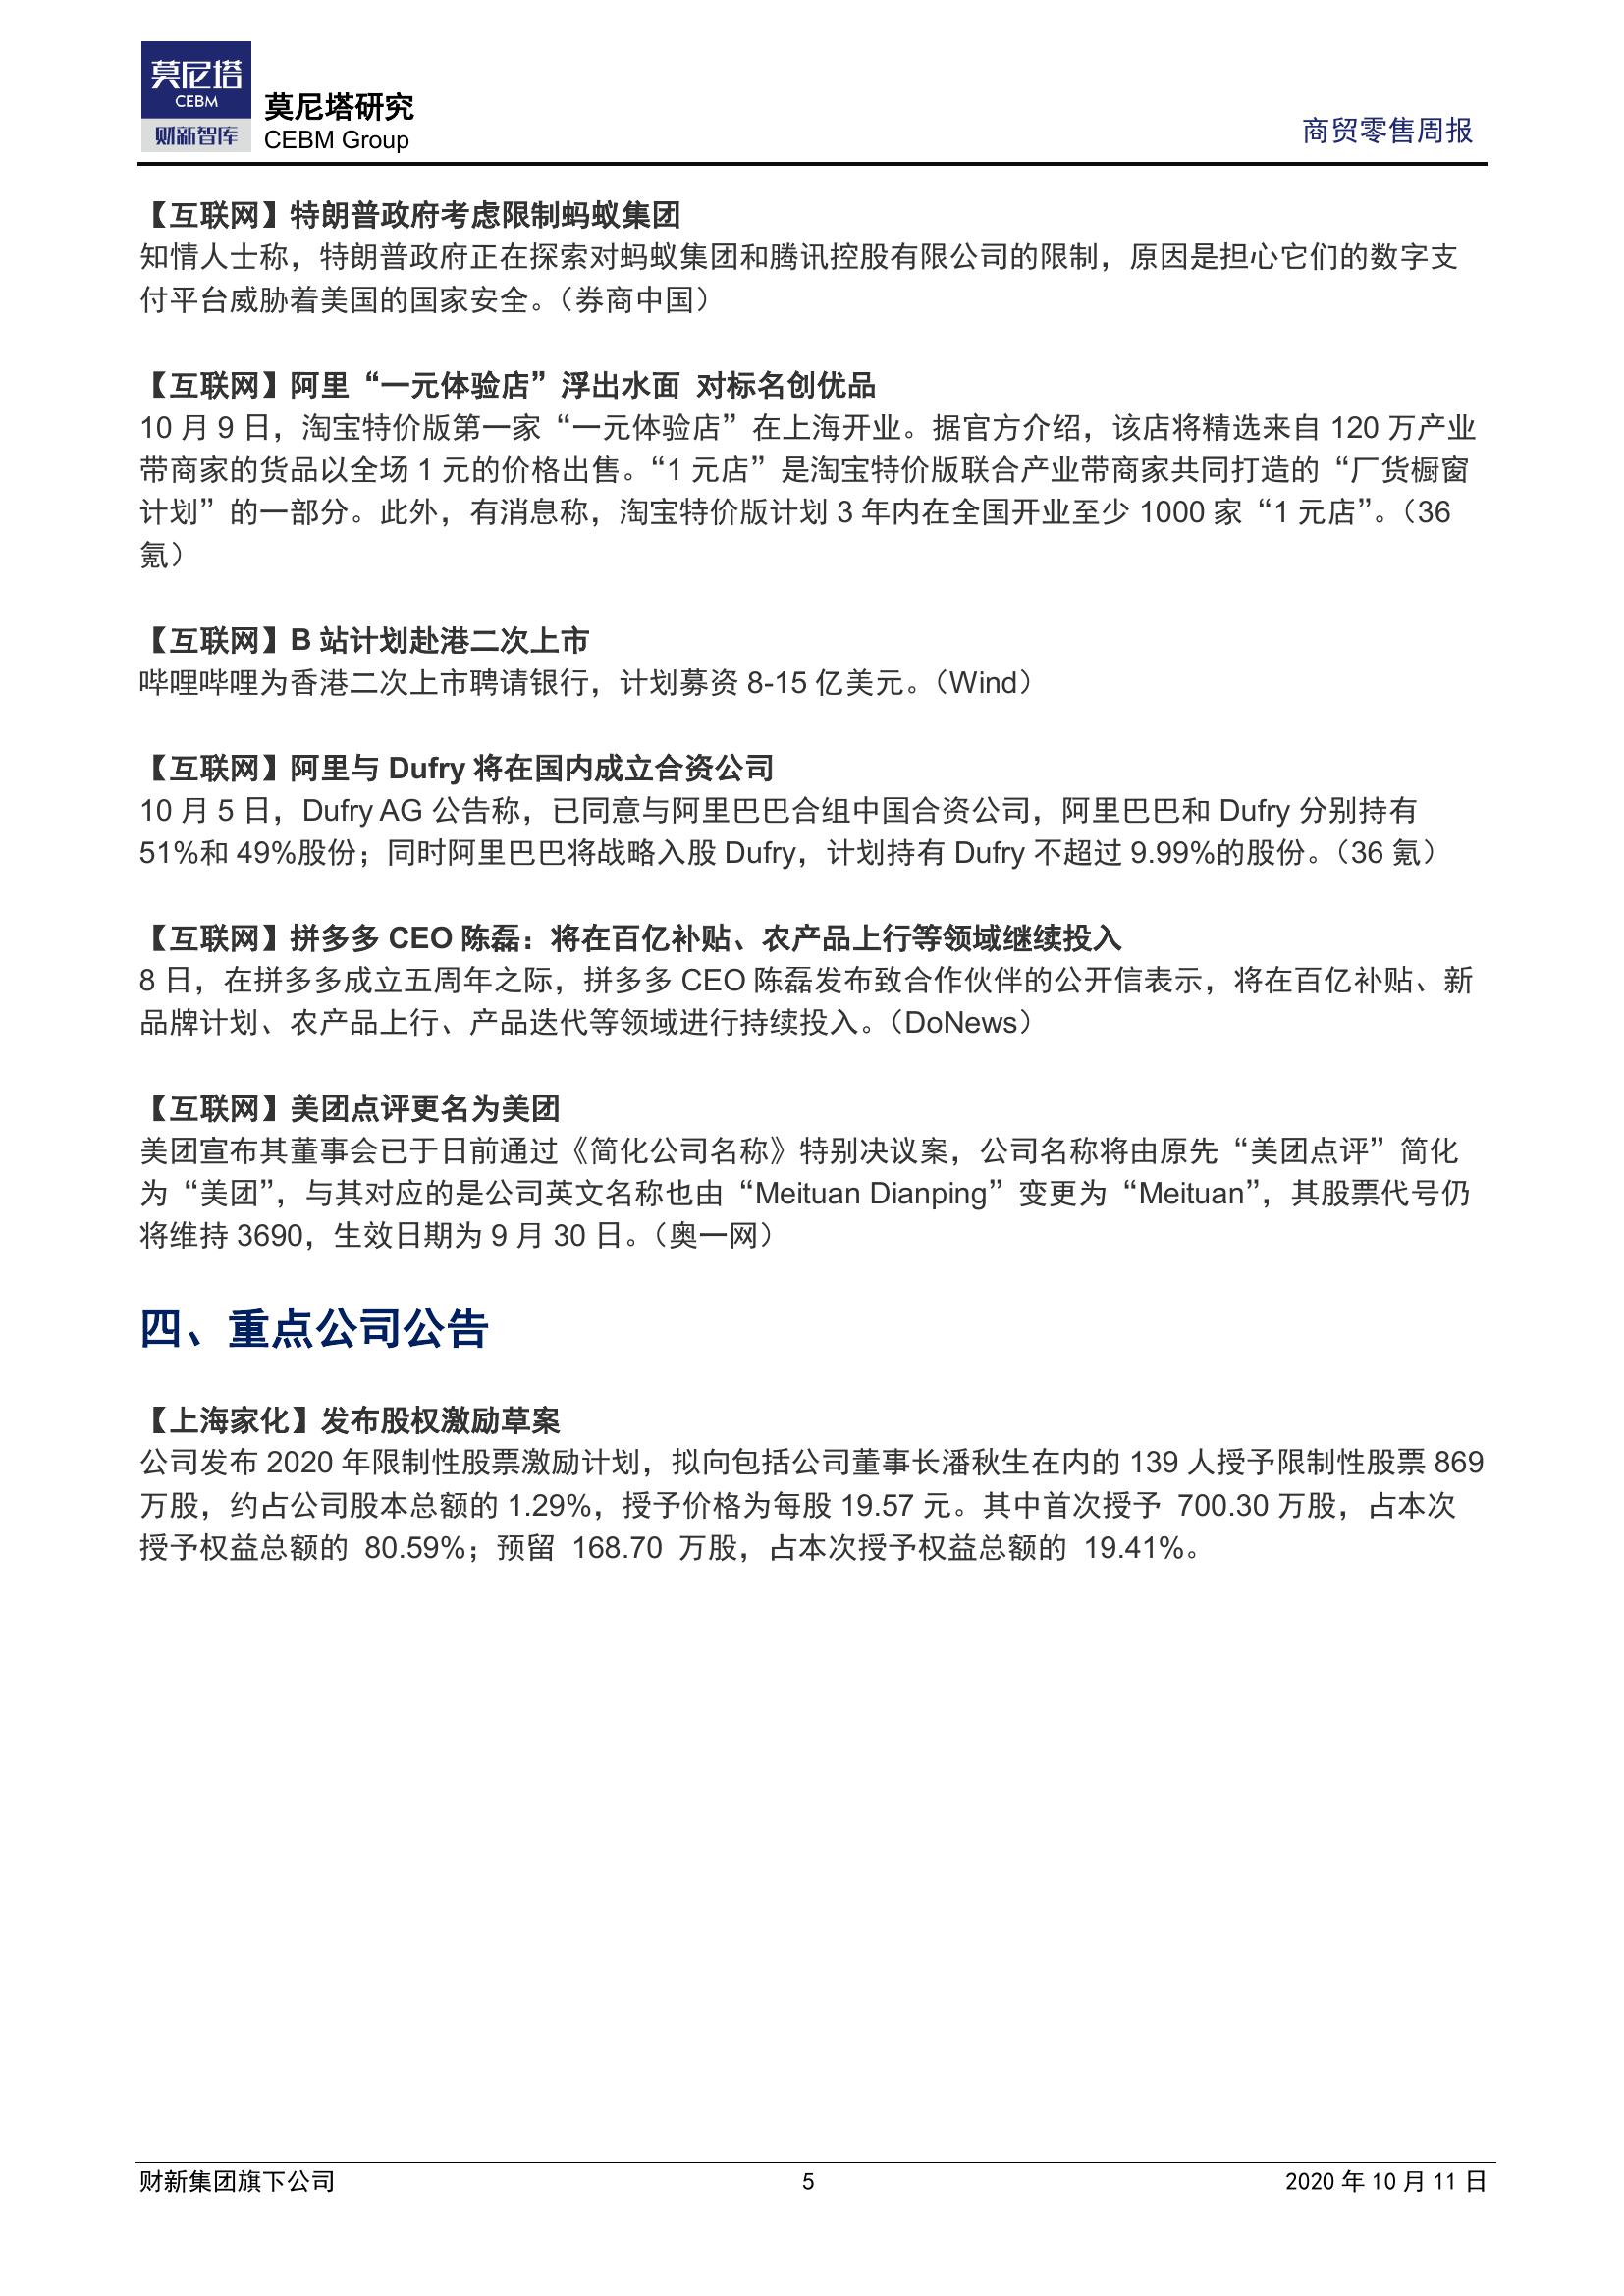 莫尼塔
CEBM
财新智库
莫尼塔研究
CEBM Group
商贸零售周报
【互联网】特朗普政府考虑限制蚂蚁集团
知情人士称，特朗普政府正在探索对蚂蚁集团和腾讯控股有限公司的限制，原因是担心它们的数字支
付平台威胁着美国的国家安全。（券商中国）
【互联网】阿里“一元体验店”浮出水面 对标名创优品
10 月 9 日，淘宝特价版第一家“一元体验店”在上海开业。据官方介绍，该店将精选来自 120 万产业
带商家的货品以全场 1 元的价格出售。“1 元店”是淘宝特价版联合产业带商家共同打造的“厂货橱窗
计划”的一部分。此外，有消息称，淘宝特价版计划 3 年内在全国开业至少 1000 家“1 元店”。（36
氪）
【互联网】B 站计划赴港二次上市
哔哩哔哩为香港二次上市聘请银行，计划募资 8-15 亿美元。（Wind）
【互联网】阿里与 Dufry 将在国内成立合资公司
10 月 5 日，Dufry AG 公告称，已同意与阿里巴巴合组中国合资公司，阿里巴巴和 Dufry 分别持有
51%和 49%股份；同时阿里巴巴将战略入股 Dufry，计划持有 Dufry 不超过 9.99%的股份。（36 氪）
【互联网】拼多多 CEO 陈磊：将在百亿补贴、农产品上行等领域继续投入
8 日，在拼多多成立五周年之际，拼多多 CEO 陈磊发布致合作伙伴的公开信表示，将在百亿补贴、新
品牌计划、农产品上行、产品迭代等领域进行持续投入。（DoNews）
【互联网】美团点评更名为美团
美团宣布其董事会已于日前通过《简化公司名称》特别决议案，公司名称将由原先“美团点评”简化
为“美团”，与其对应的是公司英文名称也由“Meituan Dianping”变更为“Meituan”，其股票代号仍
将维持 3690，生效日期为 9 月 30 日。（奥一网）
四、重点公司公告
【上海家化】发布股权激励草案
公司发布 2020 年限制性股票激励计划，拟向包括公司董事长潘秋生在内的 139 人授予限制性股票 869
万股，约占公司股本总额的 1.29%，授予价格为每股 19.57 元。其中首次授予 700.30 万股，占本次
授予权益总额的 80.59%；预留 168.70 万股，占本次授予权益总额的 19.41%。
财新集团旗下公司
5
2020 年 10 月 11 日